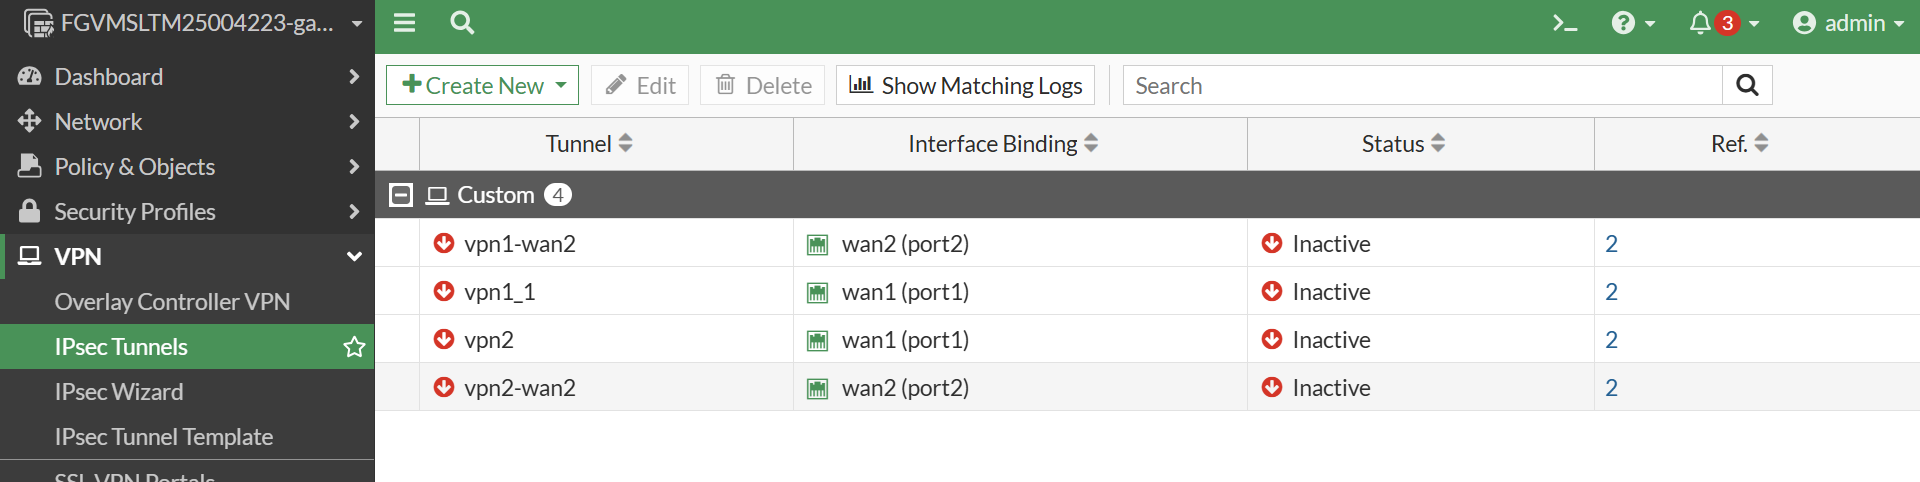 FGVMSLTM25004223-ga...
3
admin
Dashboard
Network
Policy & Objects
Security Profiles
VPN
Overlay Controller VPN
IPsec Tunnels
IPsec Wizard
IPsec Tunnel Template
SSL-VPN Portals
Create New
Edit
Delete
Show Matching Logs
Search
Tunnel Interface Binding Status Ref.
Custom 4
vpn1-wan2 wan2 (port2) Inactive 2
vpn1_1 wan1 (port1) Inactive 2
vpn2 wan1 (port1) Inactive 2
vpn2-wan2 wan2 (port2) Inactive 2